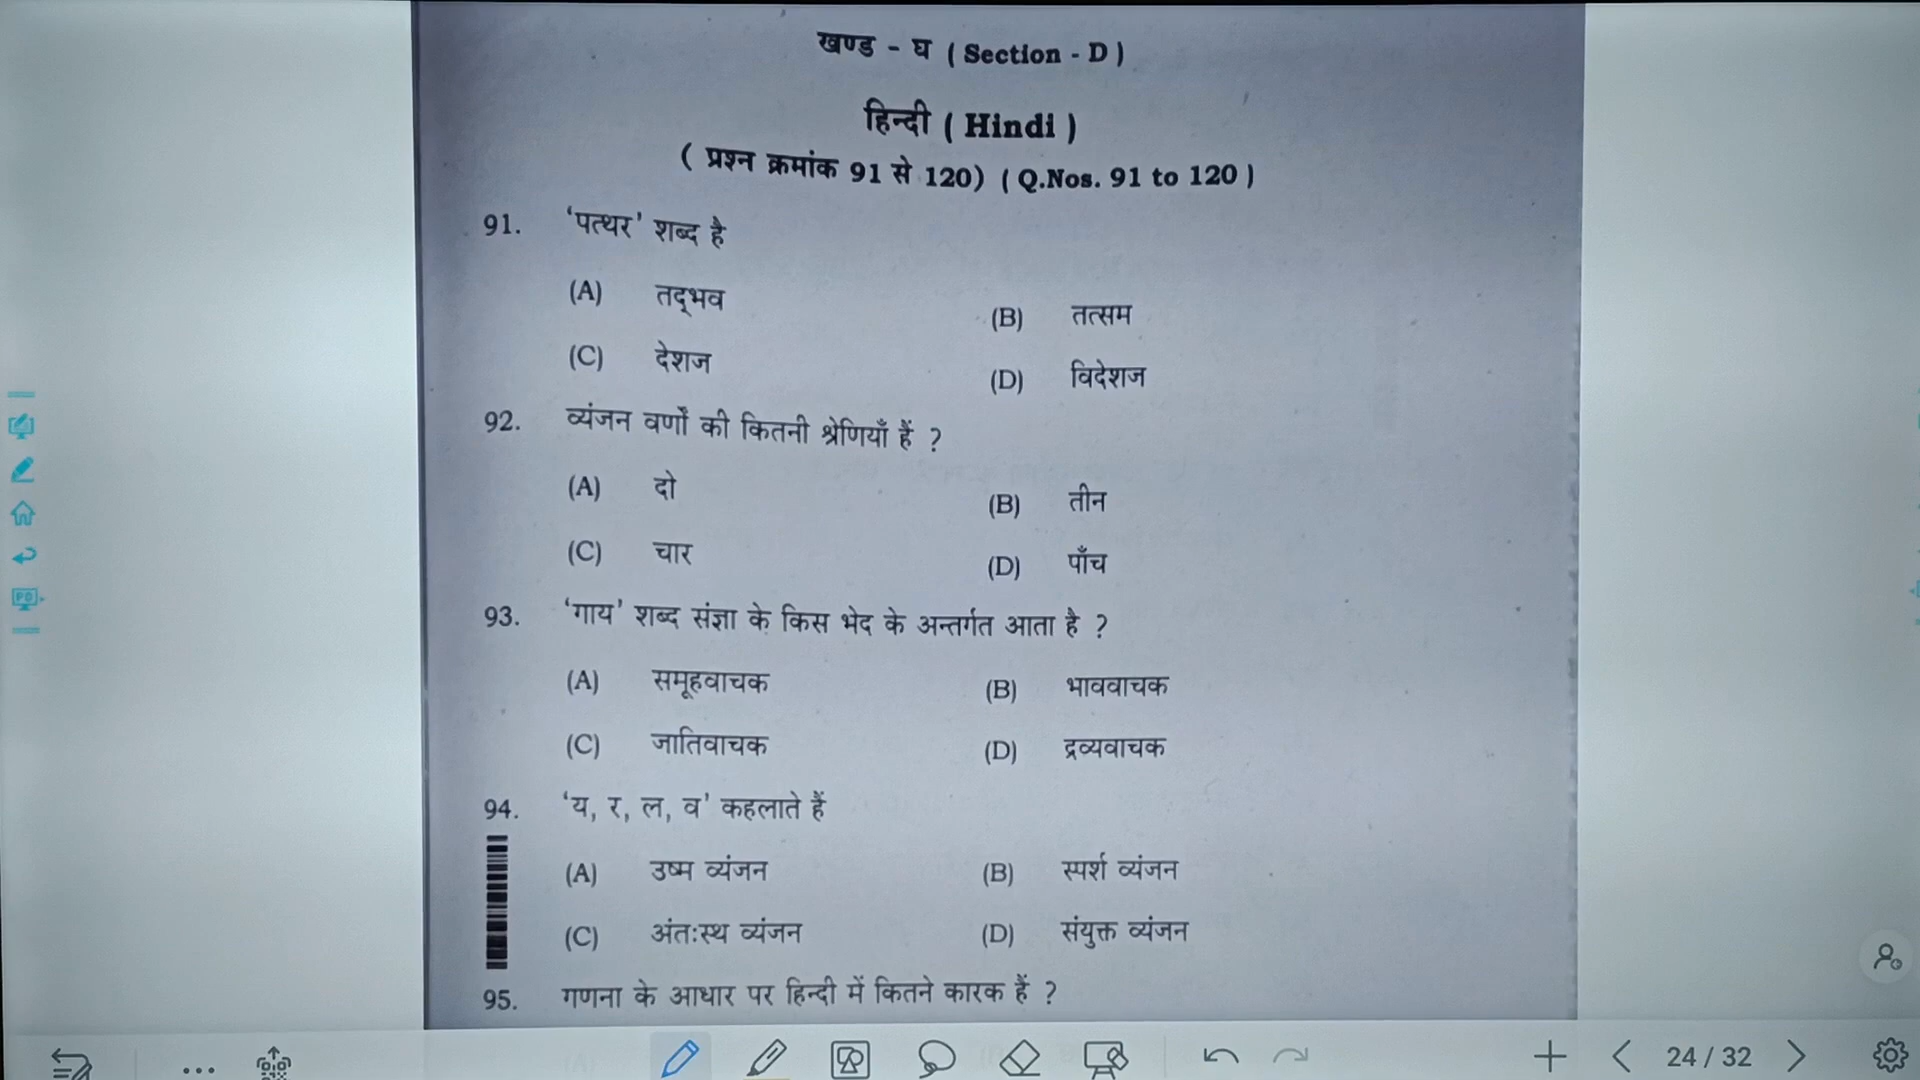 खण्ड - घ ( Section - D )
हिन्दी ( Hindi )
( प्रश्न क्रमांक 91 से 120) ( Q.Nos. 91 to 120 )
91. 'पत्थर' शब्द है
(A) तद्‌भव (B) तत्सम
(C) देशज (D) विदेशज
92. व्यंजन वर्णों की कितनी श्रेणियाँ हैं ?
(A) दो (B) तीन
(C) चार (D) पाँच
93. 'गाय' शब्द संज्ञा के किस भेद के अन्तर्गत आता है ?
(A) समूहवाचक (B) भाववाचक
(C) जातिवाचक (D) द्रव्यवाचक
94. 'य, र, ल, व' कहलाते हैं
(A) उष्म व्यंजन (B) स्पर्श व्यंजन
(C) अंतःस्थ व्यंजन (D) संयुक्त व्यंजन
95. गणना के आधार पर हिन्दी में कितने कारक हैं ?
24 / 32